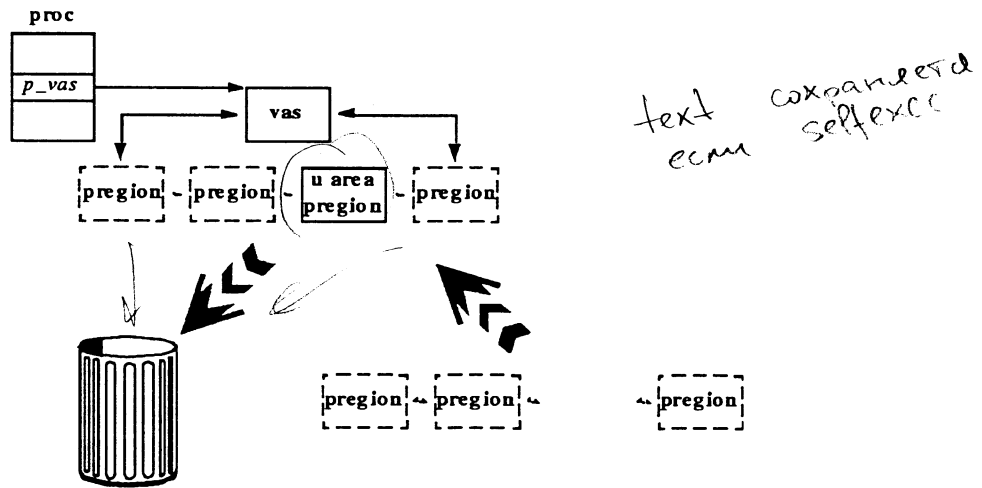 proc
p_vas
vas
pregion
pregion
u area
pregion
pregion
text сохраняется
если selfexec
pregion
pregion
pregion